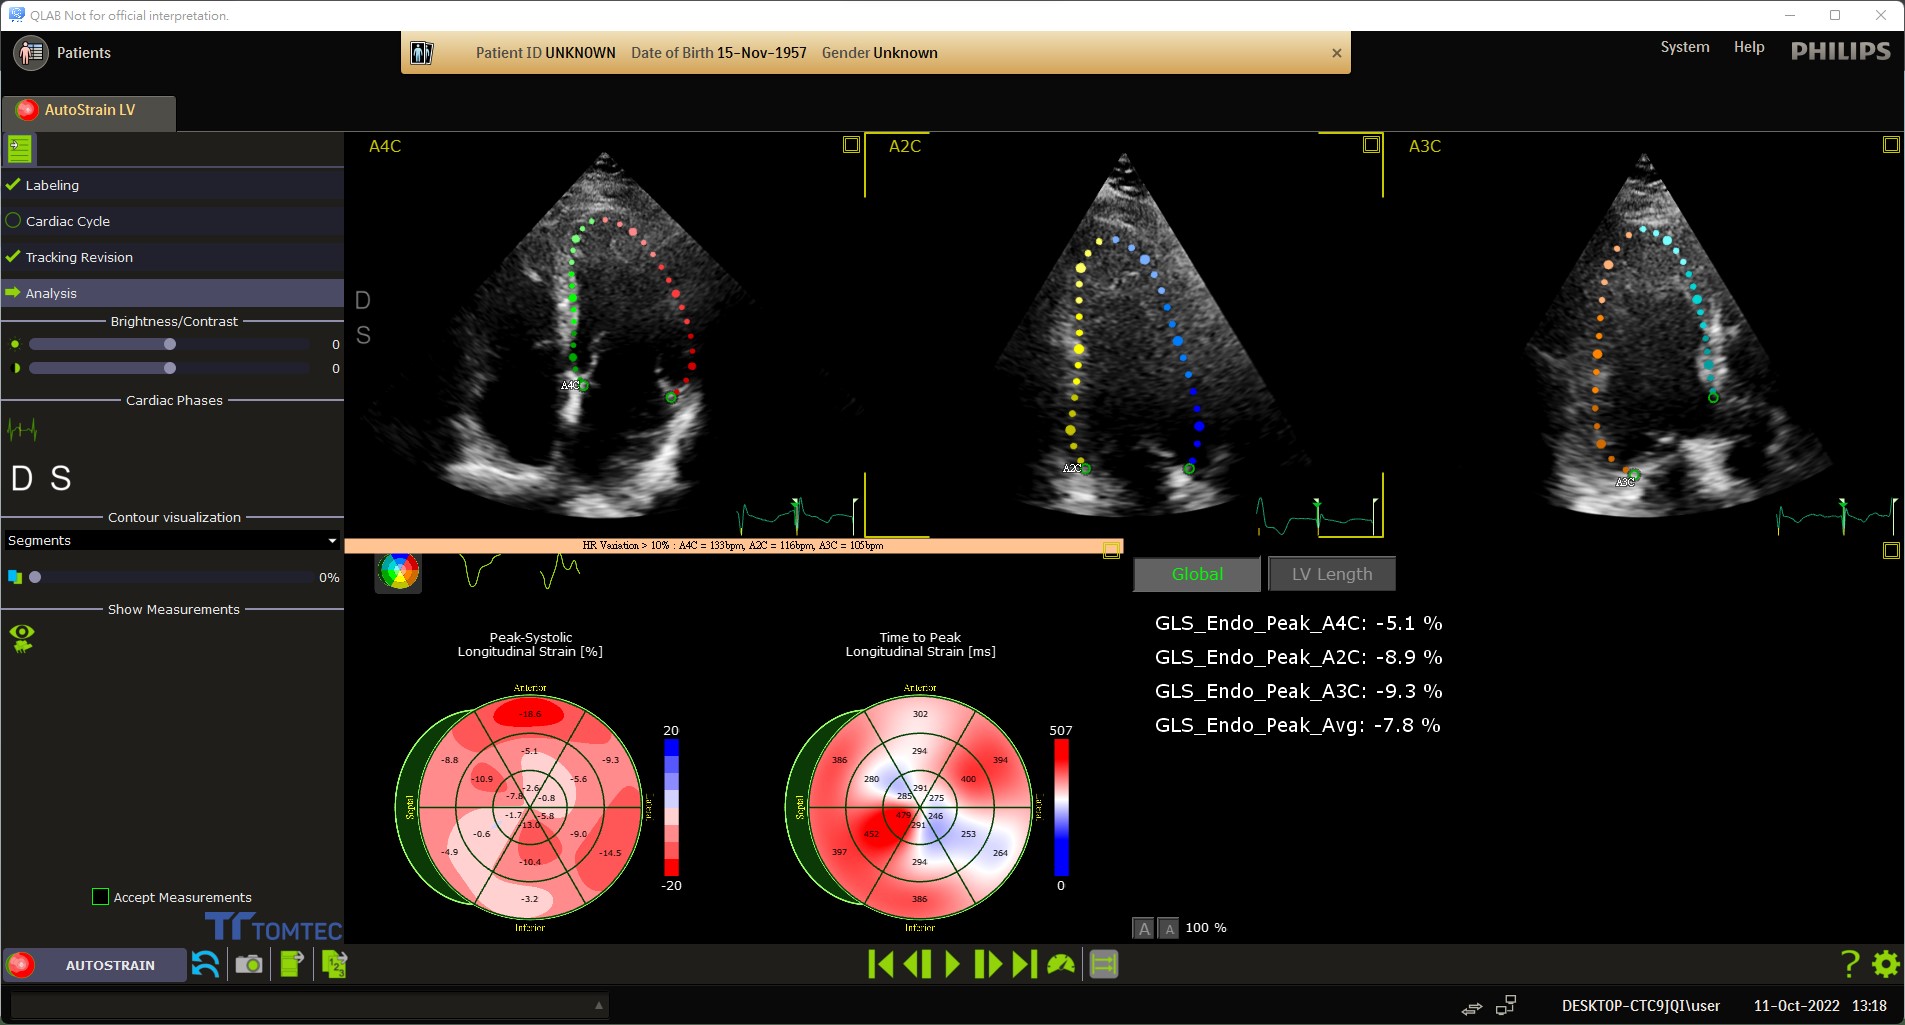 QLAB Not for official interpretation.
Patients
Patient ID UNKNOWN Date of Birth 15-Nov-1957 Gender Unknown
System Help PHILIPS
AutoStrain LV
Labeling
Cardiac Cycle
Tracking Revision
Analysis
Brightness/Contrast
0
0
Cardiac Phases
D S
Contour visualization
Segments
0%
Show Measurements
Accept Measurements
TOMTEC
A4C
D
S
A4C
A2C
A2C
A3C
A3C
HR Variation > 10% : A4C = 133bpm, A2C = 116bpm, A3C = 105bpm
Peak-Systolic
Longitudinal Strain [%]
Anterior
-18.6
-5.1
-8.8
-9.3
-10.9
-5.6
-2.6
-7.8
-0.8
Septal
-1.7
-5.8
-13.0
-0.6
-9.0
-4.9
-14.5
-10.4
-3.2
Inferior
20
-20
Time to Peak
Longitudinal Strain [ms]
Anterior
302
294
386
394
280
400
291
285
275
Septal
479
246
291
452
253
397
264
294
386
Inferior
507
0
Global LV Length
GLS_Endo_Peak_A4C: -5.1 %
GLS_Endo_Peak_A2C: -8.9 %
GLS_Endo_Peak_A3C: -9.3 %
GLS_Endo_Peak_Avg: -7.8 %
A A 100 %
AUTOSTRAIN
123
?
DESKTOP-CTC9JQI\user 11-Oct-2022 13:18